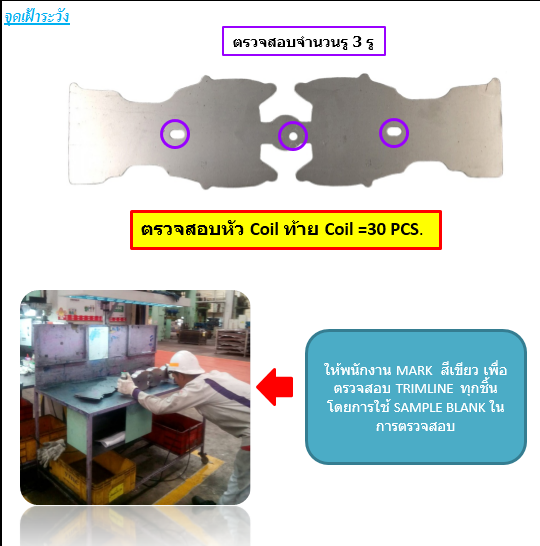 จุดเฝ้าระวัง
ตรวจสอบจำนวนรู 3 รู
ตรวจสอบหัว Coil ท้าย Coil =30 PCS.
ให้พนักงาน MARK สีเขียว เพื่อ
ตรวจสอบ TRIMLINE ทุกชิ้น
โดยการใช้ SAMPLE BLANK ใน
การตรวจสอบ